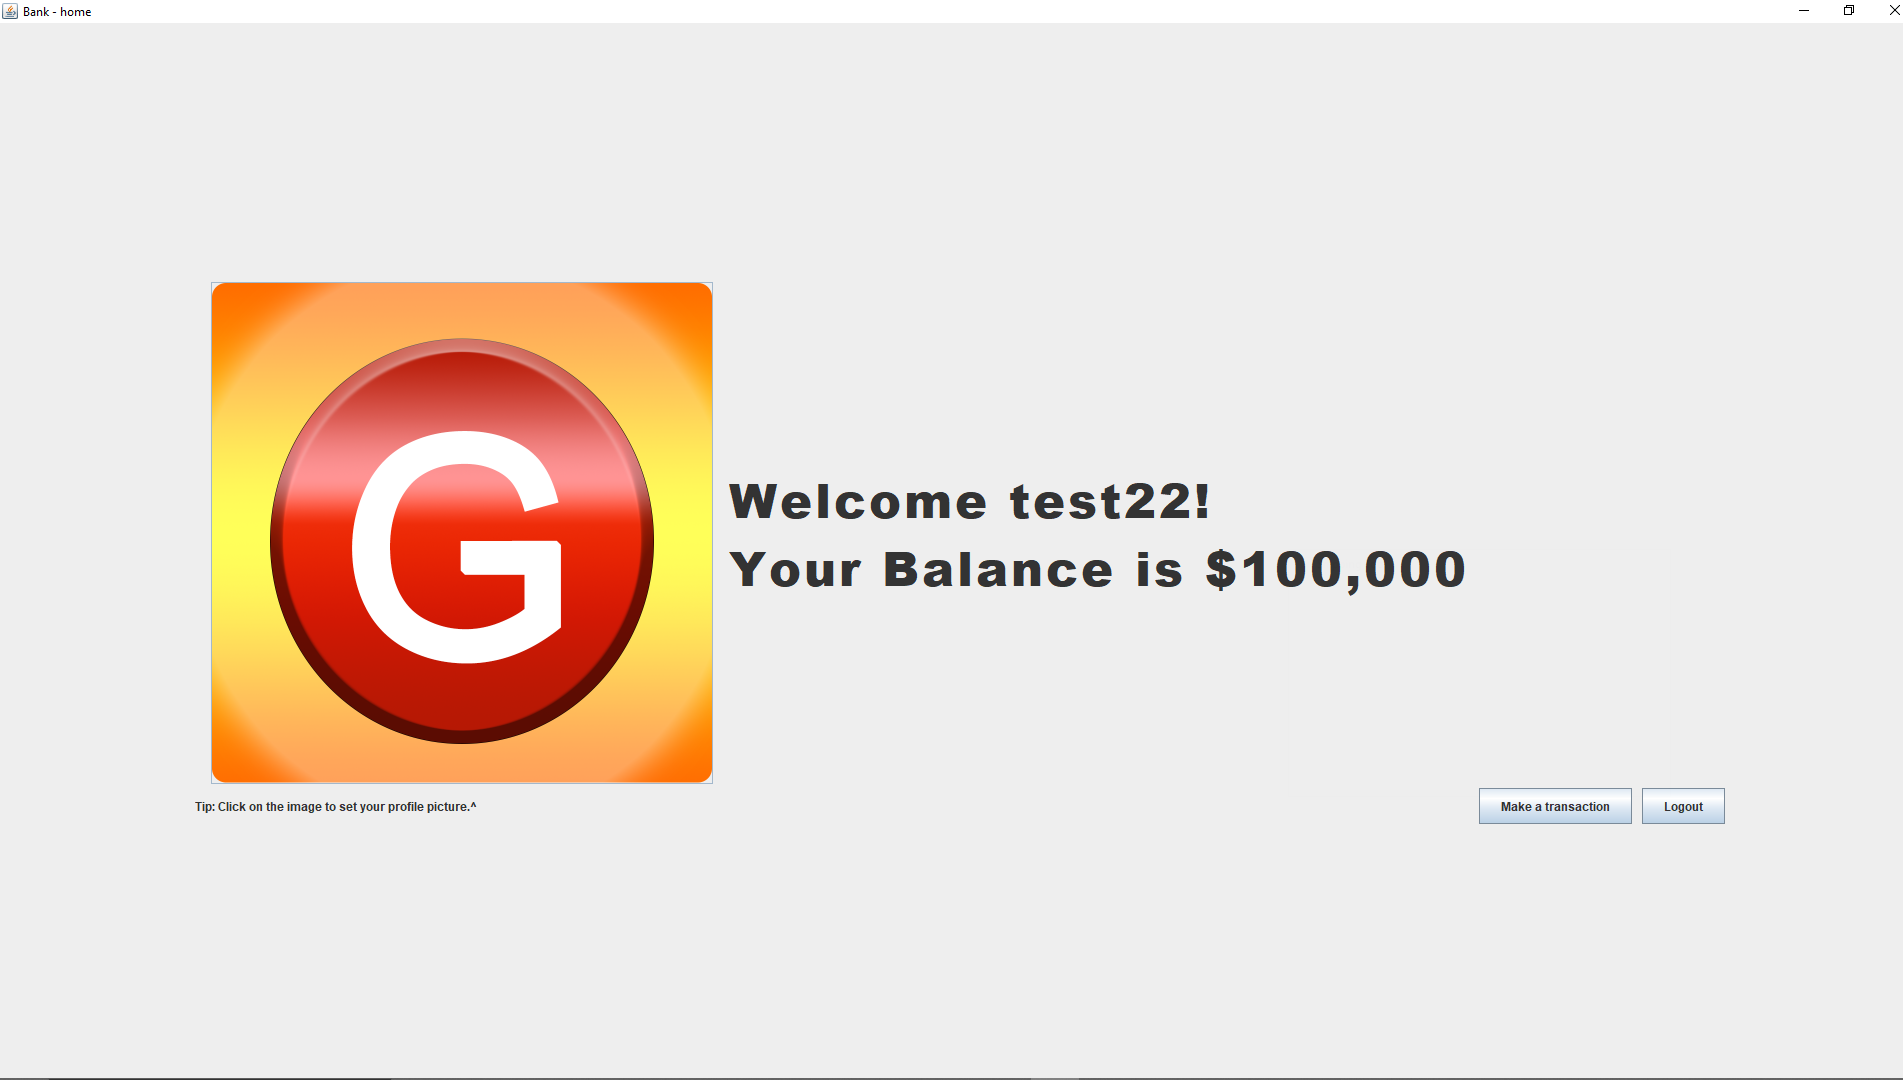 Bank - home
G
Welcome test22!
Your Balance is $100,000
Tip: Click on the image to set your profile picture.^
Make a transaction
Logout